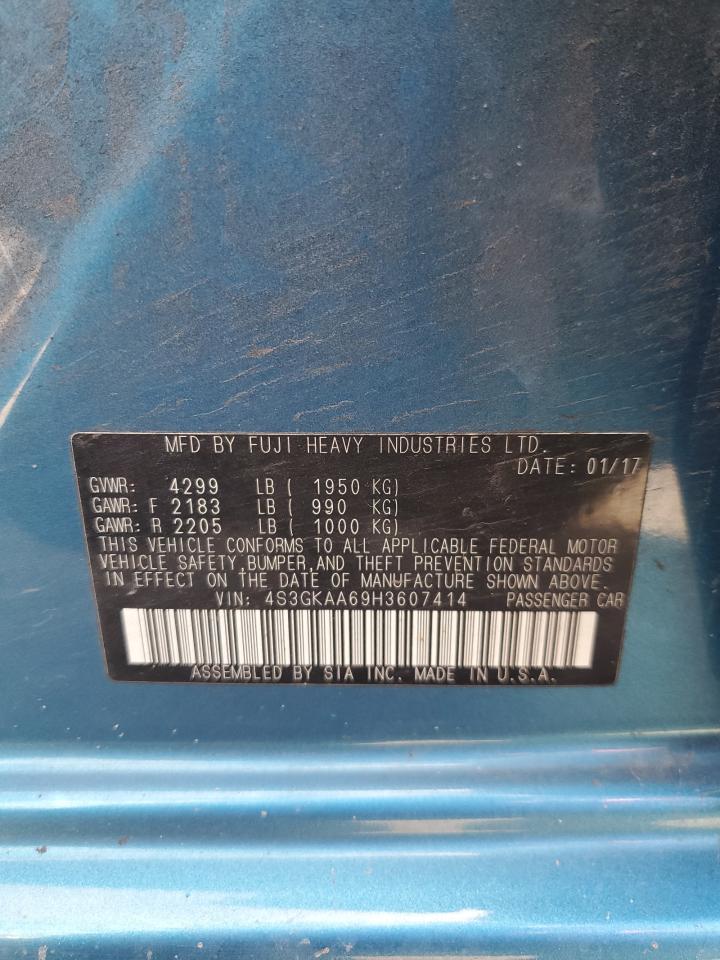 MFD BY FUJI HEAVY INDUSTRIES LTD.
DATE: 01/17
GVWR: 4299 LB ( 1950 KG)
GAWR: F 2183 LB ( 990 KG)
GAWR: R 2205 LB ( 1000 KG)
THIS VEHICLE CONFORMS TO ALL APPLICABLE FEDERAL MOTOR
VEHICLE SAFETY, BUMPER, AND THEFT PREVENTION STANDARDS
IN EFFECT ON THE DATE OF MANUFACTURE SHOWN ABOVE.
VIN: 4S3GKAA69H3607414 PASSENGER CAR
ASSEMBLED BY SIA INC. MADE IN U.S.A.